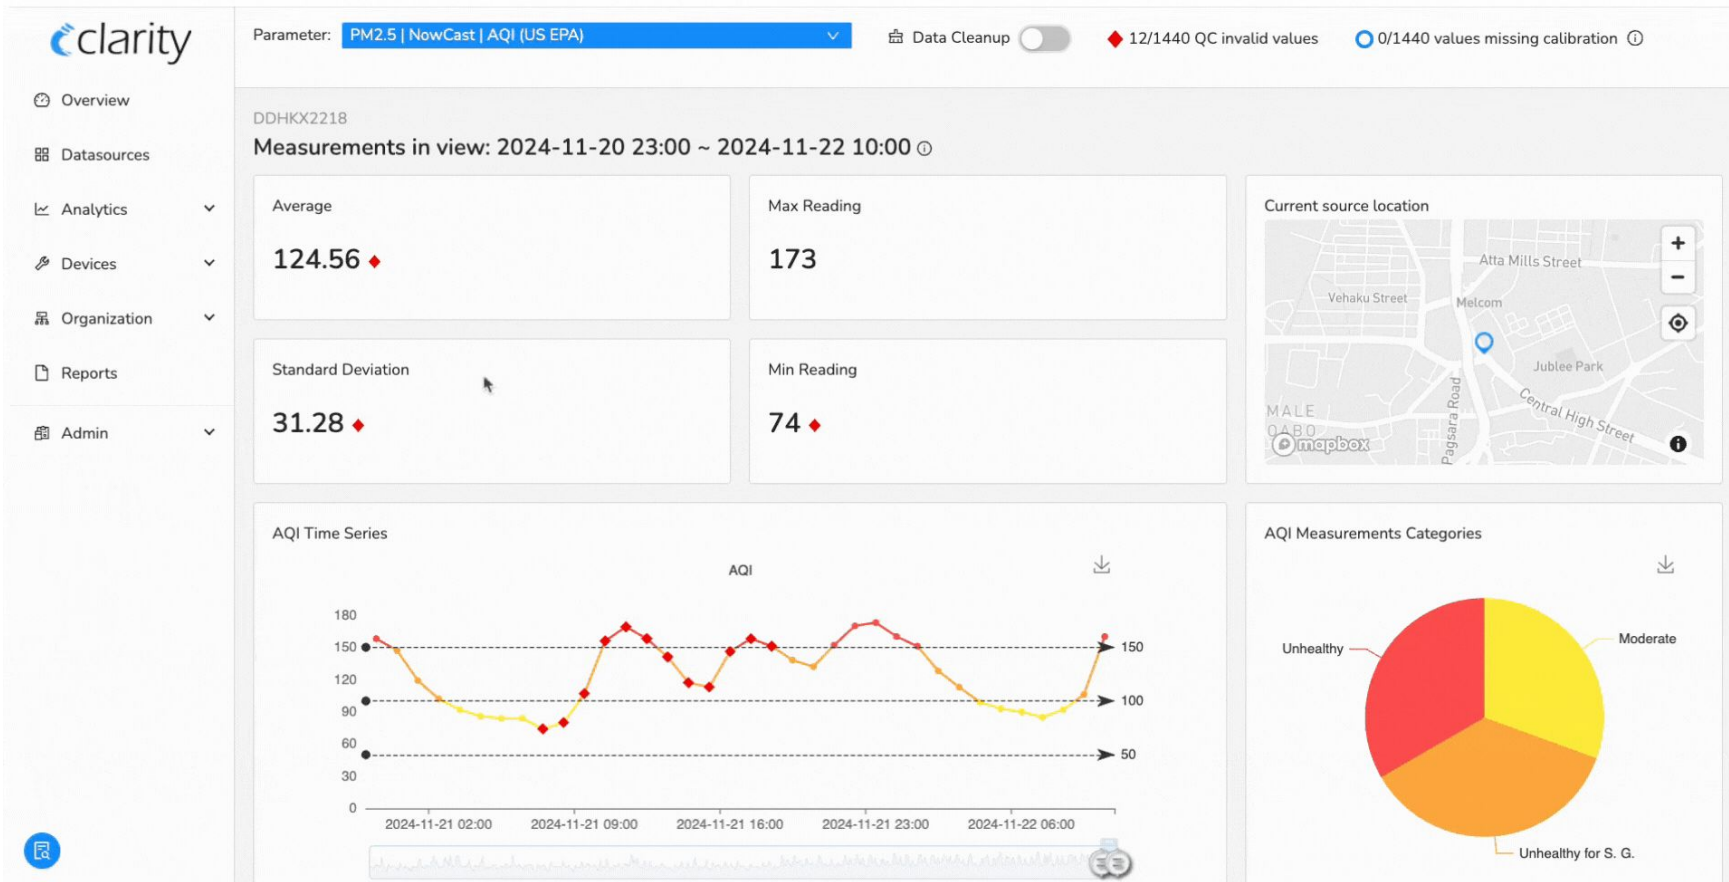 clarity
Parameter: PM2.5 | NowCast | AQI (US EPA)
Data Cleanup
12/1440 QC invalid values
0/1440 values missing calibration
Overview
Datasources
Analytics
Devices
Organization
Reports
Admin
DDHKX2218
Measurements in view: 2024-11-20 23:00 ~ 2024-11-22 10:00
Average
124.56
Max Reading
173
Standard Deviation
31.28
Min Reading
74
Current source location
Atta Mills Street
Vehaku Street
Melcom
Jublee Park
Central High Street
Pagsara Road
MALE
OABO
mapbox
AQI Time Series
AQI
180
150
120
90
60
30
0
150
100
50
2024-11-21 02:00
2024-11-21 09:00
2024-11-21 16:00
2024-11-21 23:00
2024-11-22 06:00
AQI Measurements Categories
Unhealthy
Moderate
Unhealthy for S. G.